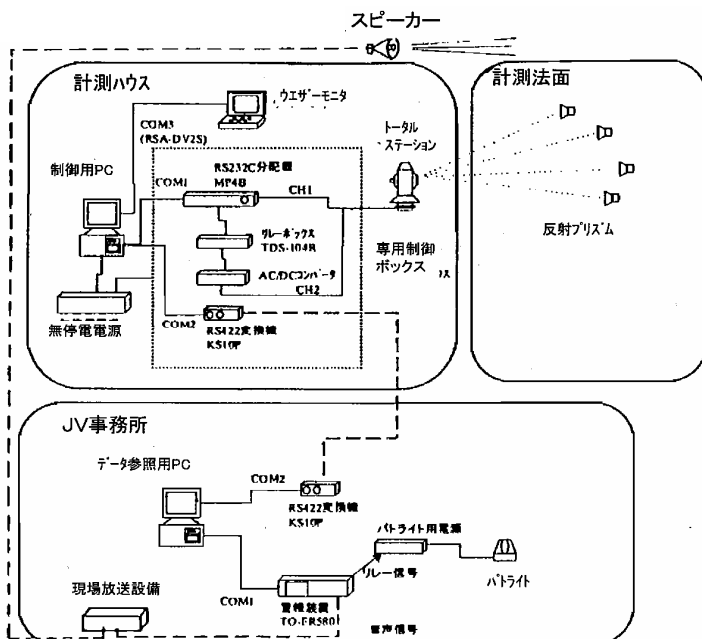 スピーカー
計測ハウス
計測法面
ウエザーモニタ
COM3
(RSA-DV2S)
トータル
ステーション
制御用PC
RS232C分配器
MP4B
COM1
CH1
リレーボックス
TDS-104R
反射プリズム
専用制御
ボックス
AC/DCコンバータ
CH2
無停電電源
COM2
RS422変換機
KS10P
JV事務所
データ参照用PC
COM2
RS422変換機
KS10P
パトライト用電源
リレー信号
パトライト
現場放送設備
COM1
警報装置
TO-FR580
音声信号